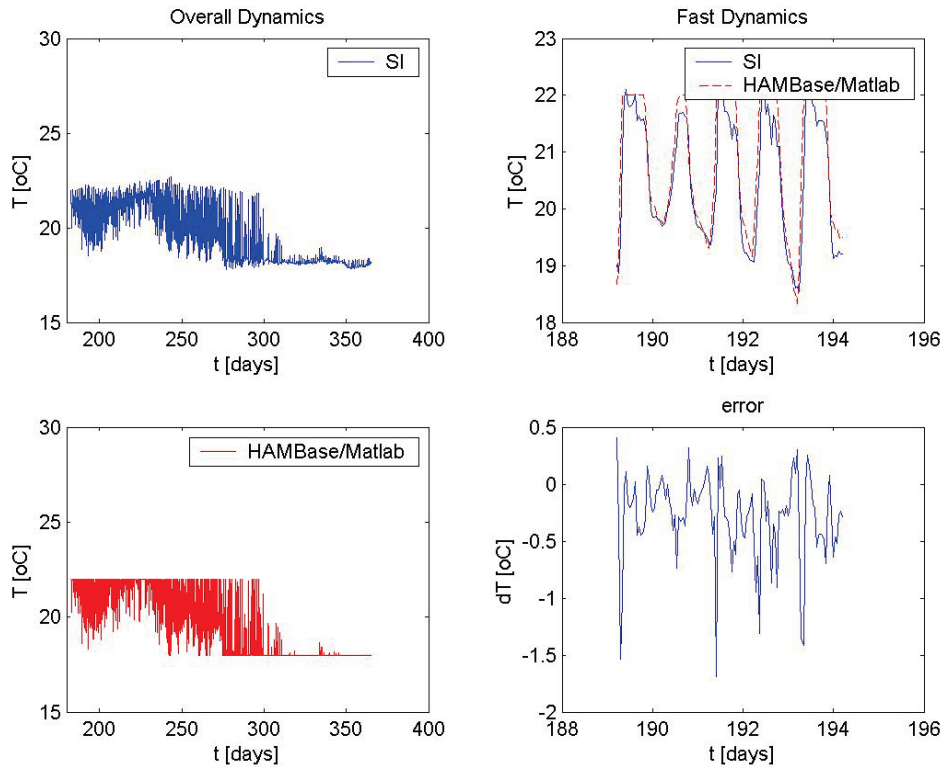 Overall Dynamics
30
25
20
15
T [oC]
SI
200 250 300 350 400
t [days]
Fast Dynamics
23
22
21
20
19
18
T [oC]
SI
HAMBase/Matlab
188 190 192 194 196
t [days]
30
25
20
15
T [oC]
HAMBase/Matlab
200 250 300 350 400
t [days]
error
0.5
0
-0.5
-1
-1.5
-2
dT [oC]
188 190 192 194 196
t [days]